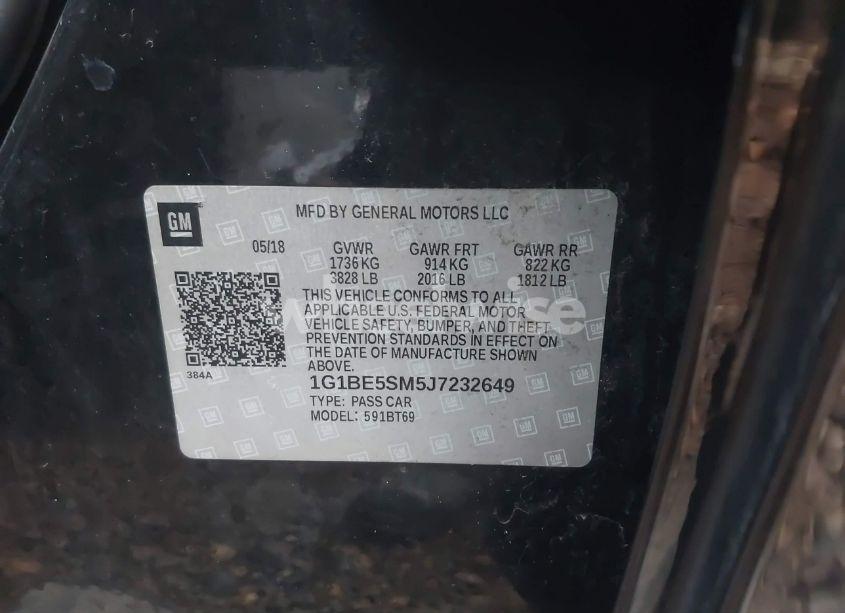 GM
MFD BY GENERAL MOTORS LLC
05/18 GVWR GAWR FRT GAWR RR
1736 KG 914 KG 822 KG
3828 LB 2016 LB 1812 LB
THIS VEHICLE CONFORMS TO ALL
APPLICABLE U.S. FEDERAL MOTOR
VEHICLE SAFETY, BUMPER, AND THEFT
PREVENTION STANDARDS IN EFFECT ON
THE DATE OF MANUFACTURE SHOWN
ABOVE.
384A
1G1BE5SM5J7232649
TYPE: PASS CAR
MODEL: 591BT69